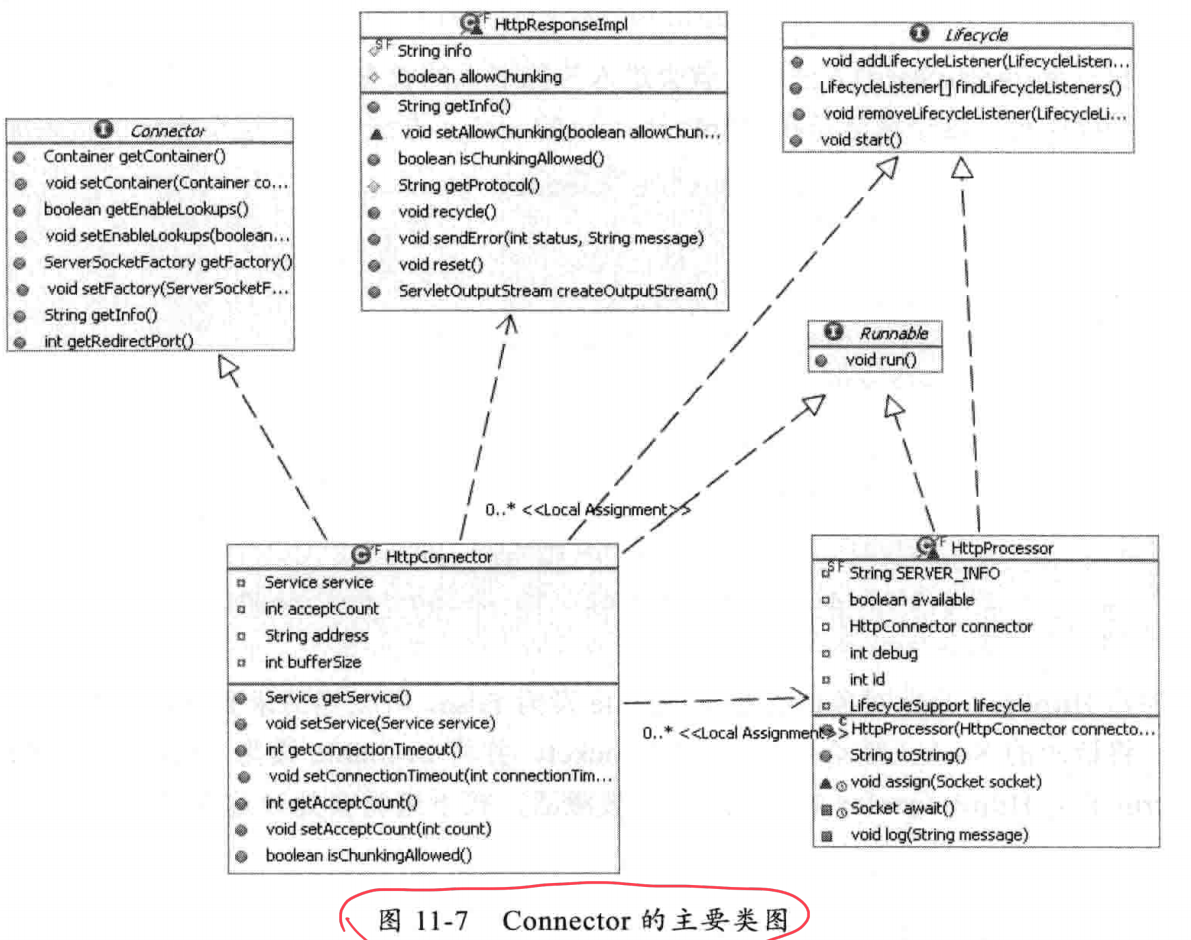 HttpResponseImpl
S F String info
boolean allowChunking
String getInfo()
void setAllowChunking(boolean allowChun...
boolean isChunkingAllowed()
String getProtocol()
void recycle()
void sendError(int status, String message)
void reset()
ServletOutputStream createOutputStream()
I Lifecycle
void addLifecycleListener(LifecycleListen...
LifecycleListener[] findLifecycleListeners()
void removeLifecycleListener(LifecycleLi...
void start()
I Connector
Container getContainer()
void setContainer(Container co...
boolean getEnableLookups()
void setEnableLookups(boolean...
ServerSocketFactory getFactory()
void setFactory(ServerSocketF...
String getInfo()
int getRedirectPort()
I Runnable
void run()
0..* <<Local Assignment>>
C F HttpConnector
Service service
int acceptCount
String address
int bufferSize
Service getService()
void setService(Service service)
int getConnectionTimeout()
void setConnectionTimeout(int connectionTim...
int getAcceptCount()
void setAcceptCount(int count)
boolean isChunkingAllowed()
0..* <<Local Assignment>>
C F HttpProcessor
S F String SERVER_INFO
boolean available
HttpConnector connector
int debug
int id
LifecycleSupport lifecycle
C HttpProcessor(HttpConnector connecto...
String toString()
void assign(Socket socket)
Socket await()
void log(String message)
图 11-7 Connector 的主要类图